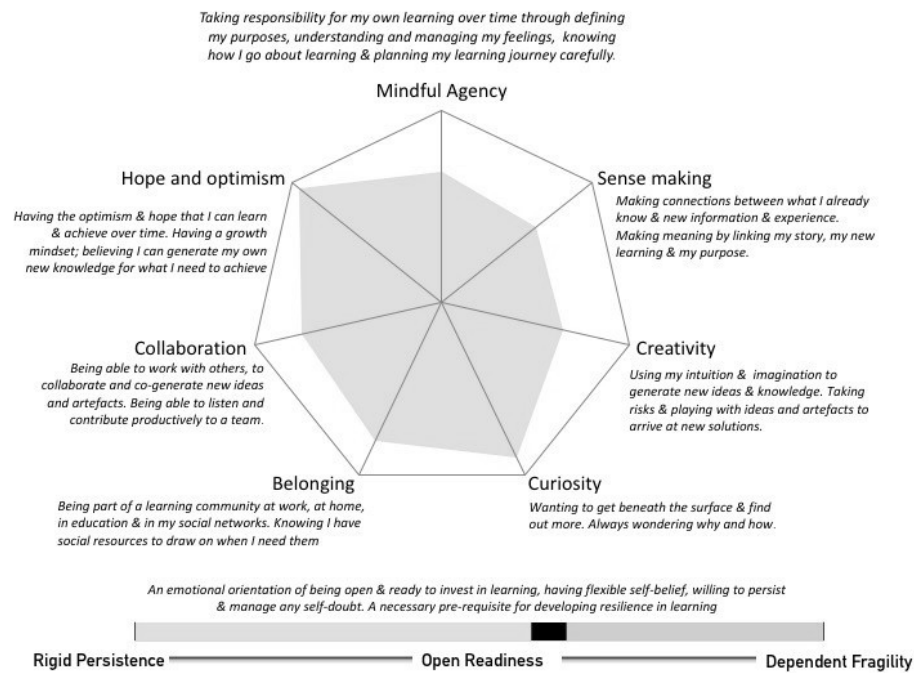 Taking responsibility for my own learning over time through defining
my purposes, understanding and managing my feelings, knowing
how I go about learning & planning my learning journey carefully.
Mindful Agency
Hope and optimism
Having the optimism & hope that I can learn
& achieve over time. Having a growth
mindset; believing I can generate my own
new knowledge for what I need to achieve
Sense making
Making connections between what I already
know & new information & experience.
Making meaning by linking my story, my new
learning & my purpose.
Collaboration
Being able to work with others, to
collaborate and co-generate new ideas
and artefacts. Being able to listen and
contribute productively to a team.
Creativity
Using my intuition & imagination to
generate new ideas & knowledge. Taking
risks & playing with ideas and artefacts to
arrive at new solutions.
Belonging
Being part of a learning community at work, at home,
in education & in my social networks. Knowing I have
social resources to draw on when I need them
Curiosity
Wanting to get beneath the surface & find
out more. Always wondering why and how.
An emotional orientation of being open & ready to invest in learning, having flexible self-belief, willing to persist
& manage any self-doubt. A necessary pre-requisite for developing resilience in learning
Rigid Persistence
Open Readiness
Dependent Fragility